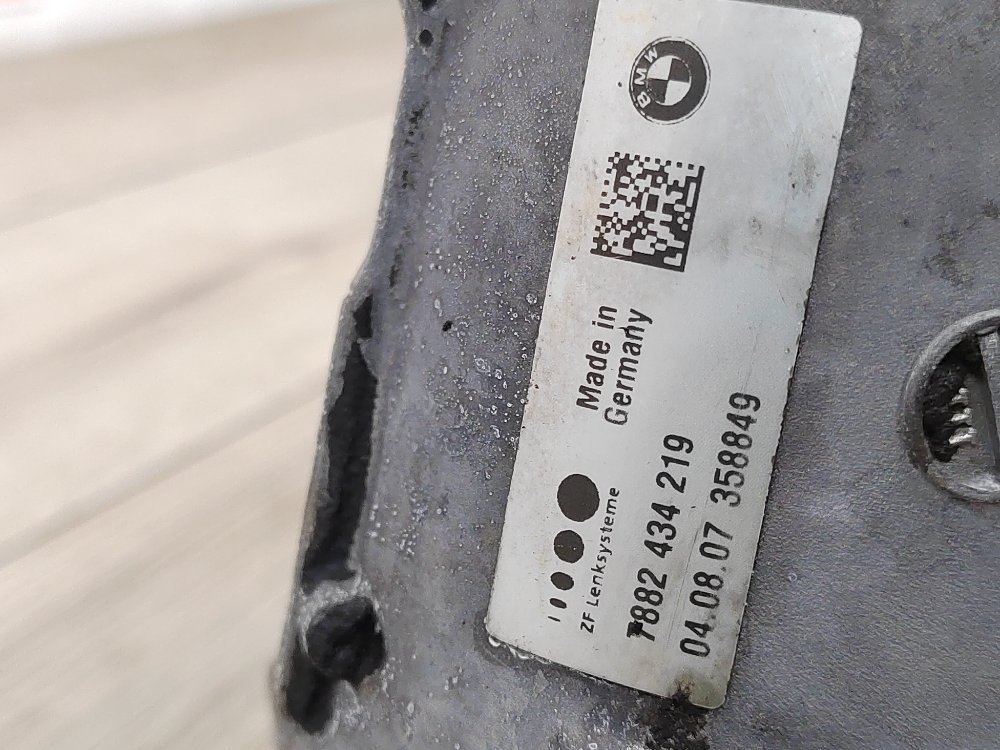 BMW
Made in
Germany
ZF Lenksysteme
7882 434 219
04.08.07 358849